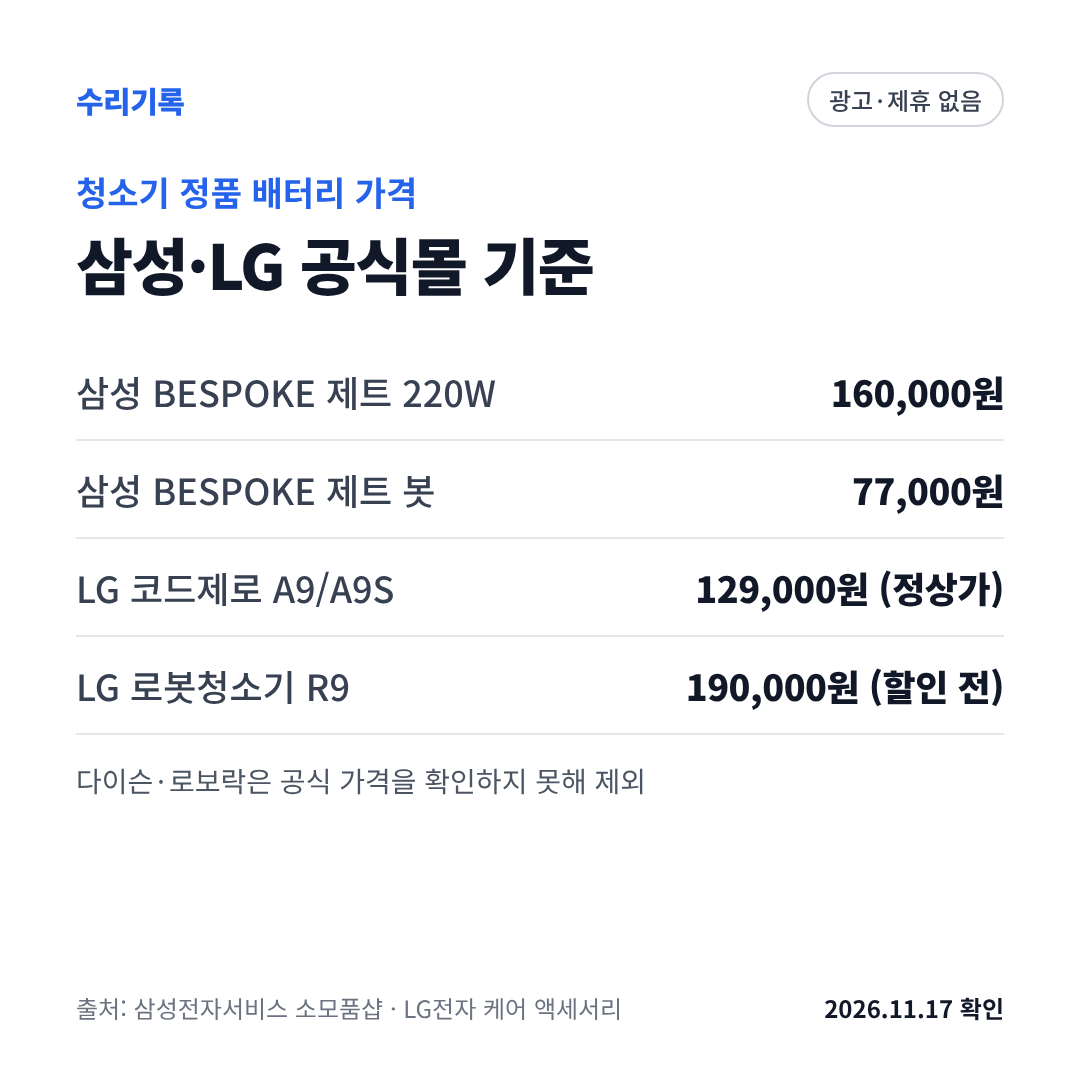 수리기록
광고·제휴 없음
청소기 정품 배터리 가격
삼성·LG 공식몰 기준
삼성 BESPOKE 제트 220W 160,000원
삼성 BESPOKE 제트 봇 77,000원
LG 코드제로 A9/A9S 129,000원 (정상가)
LG 로봇청소기 R9 190,000원 (할인 전)
다이슨·로보락은 공식 가격을 확인하지 못해 제외
출처: 삼성전자서비스 소모품샵 · LG전자 케어 액세서리 2026.11.17 확인